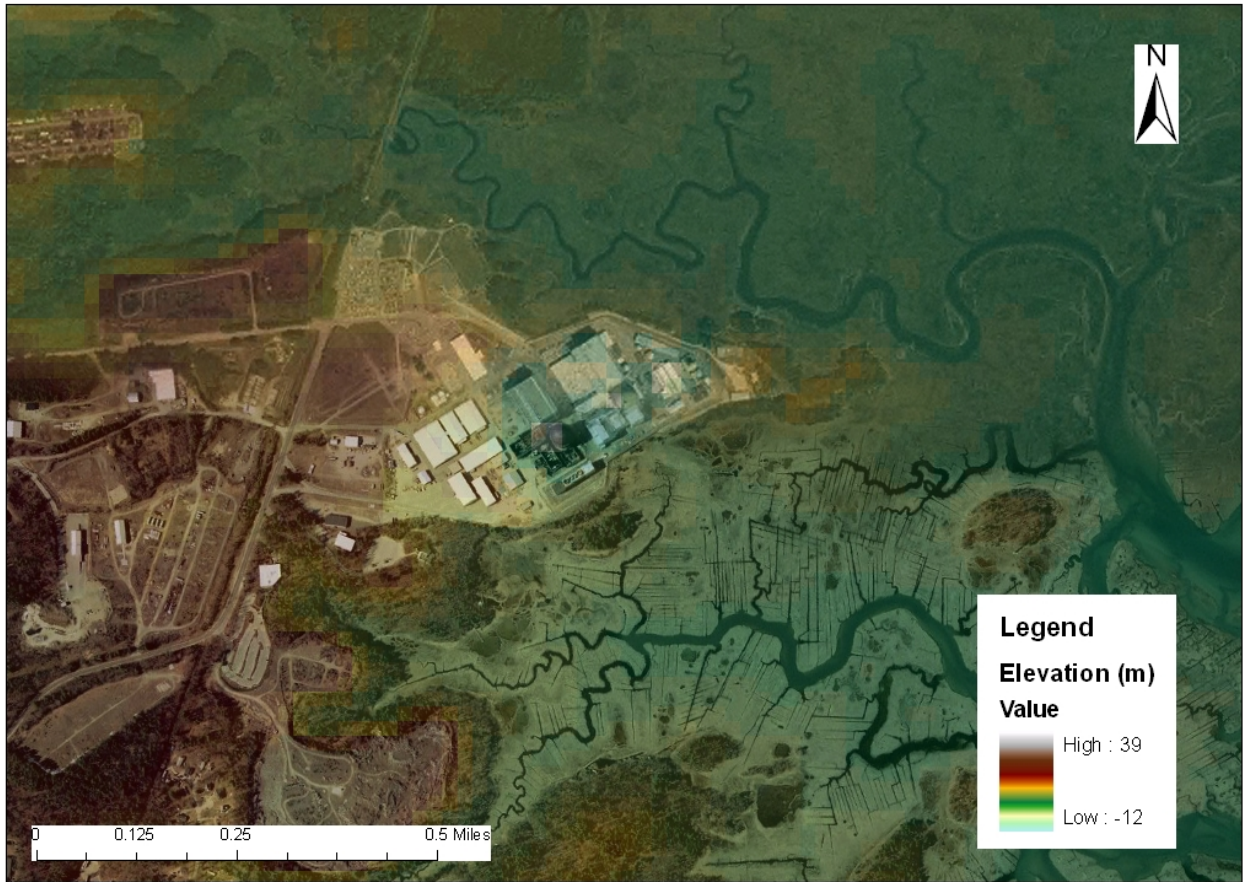 N
Legend
Elevation (m)
Value
High : 39
Low : -12
0 0.125 0.25 0.5 Miles